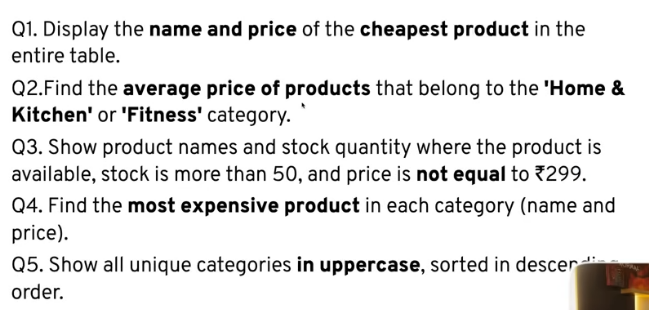 Q1. Display the name and price of the cheapest product in the
entire table.
Q2.Find the average price of products that belong to the 'Home &
Kitchen' or 'Fitness' category.
Q3. Show product names and stock quantity where the product is
available, stock is more than 50, and price is not equal to ₹299.
Q4. Find the most expensive product in each category (name and
price).
Q5. Show all unique categories in uppercase, sorted in descending
order.